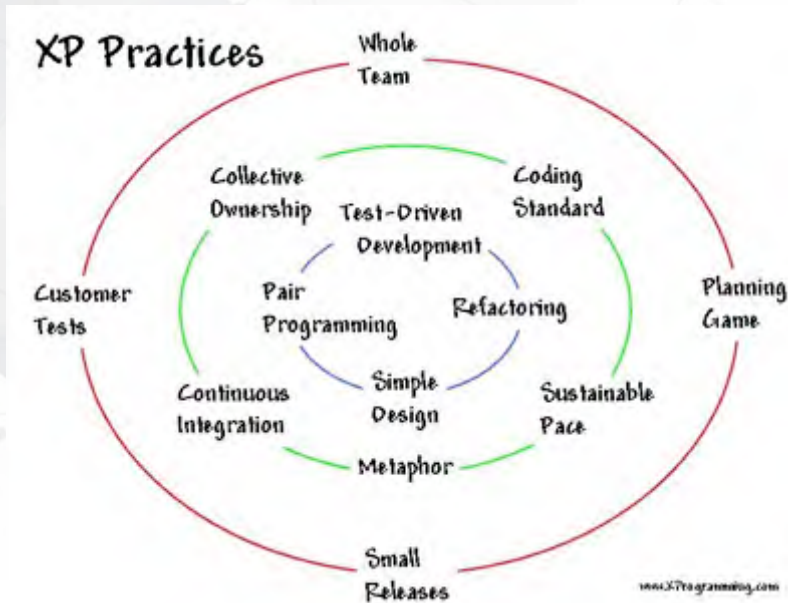 XP Practices
Whole
Team
Collective
Ownership
Coding
Standard
Test-Driven
Development
Customer
Tests
Pair
Programming
Refactoring
Planning
Game
Continuous
Integration
Simple
Design
Sustainable
Pace
Metaphor
Small
Releases
www.XProgramming.com